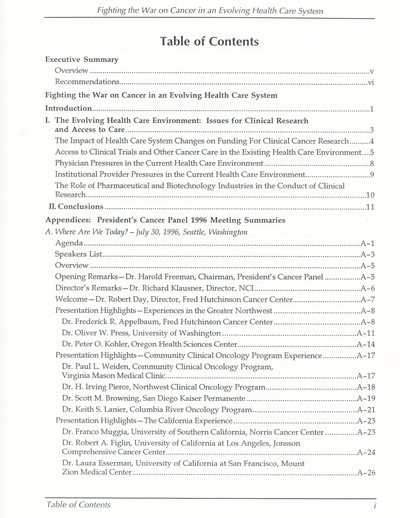 Fighting the War on Cancer in an Evolving Health Care System
Table of Contents
Executive Summary
Overview ... v
Recommendations ... vi
Fighting the War on Cancer in an Evolving Health Care System
Introduction ... 1
I. The Evolving Health Care Environment: Issues for Clinical Research
and Access to Care ... 3
The Impact of Health Care System Changes on Funding For Clinical Cancer Research ... 4
Access to Clinical Trials and Other Cancer Care in the Existing Health Care Environment ... 5
Physician Pressures in the Current Health Care Environment ... 8
Institutional Provider Pressures in the Current Health Care Environment ... 9
The Role of Pharmaceutical and Biotechnology Industries in the Conduct of Clinical
Research ... 10
II. Conclusions ... 11
Appendices: President's Cancer Panel 1996 Meeting Summaries
A. Where Are We Today? – July 30, 1996, Seattle, Washington
Agenda ... A–1
Speakers List ... A–3
Overview ... A–5
Opening Remarks—Dr. Harold Freeman, Chairman, President's Cancer Panel ... A–5
Director's Remarks—Dr. Richard Klausner, Director, NCI ... A–6
Welcome—Dr. Robert Day, Director, Fred Hutchinson Cancer Center ... A–7
Presentation Highlights—Experiences in the Greater Northwest ... A–8
Dr. Frederick R. Appelbaum, Fred Hutchinson Cancer Center ... A–8
Dr. Oliver W. Press, University of Washington ... A–11
Dr. Peter O. Kohler, Oregon Health Sciences Center ... A–14
Presentation Highlights—Community Clinical Oncology Program Experience ... A–17
Dr. Paul L. Weiden, Community Clinical Oncology Program,
Virginia Mason Medical Clinic ... A–17
Dr. H. Irving Pierce, Northwest Clinical Oncology Program ... A–18
Dr. Scott M. Browning, San Diego Kaiser Permanente ... A–19
Dr. Keith S. Lanier, Columbia River Oncology Program ... A–21
Presentation Highlights—The California Experience ... A–23
Dr. Franco Muggia, University of Southern California, Norris Cancer Center ... A–23
Dr. Robert A. Figlin, University of California at Los Angeles, Jonsson
Comprehensive Cancer Center ... A–24
Dr. Laura Esserman, University of California at San Francisco, Mount
Zion Medical Center ... A–26
Table of Contents i